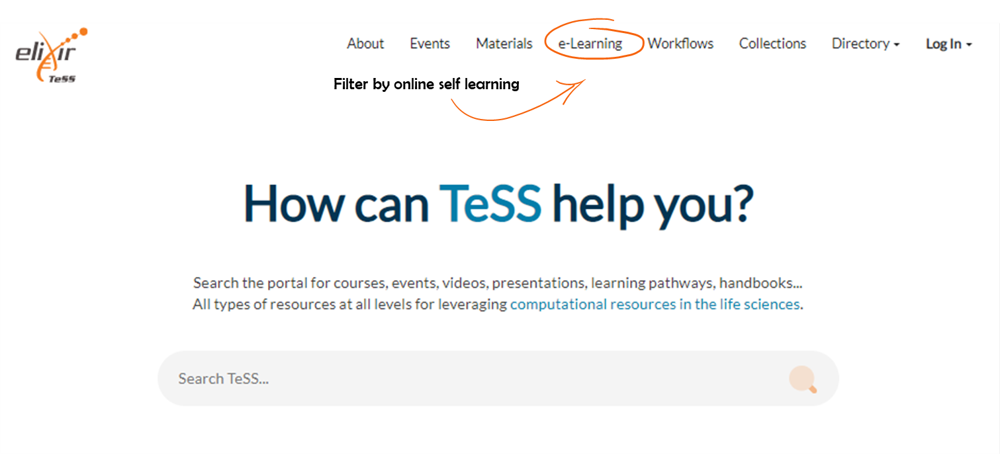 elixir
TeSS
About Events Materials e-Learning Workflows Collections Directory Log In
Filter by online self learning
How can TeSS help you?
Search the portal for courses, events, videos, presentations, learning pathways, handbooks...
All types of resources at all levels for leveraging computational resources in the life sciences.
Search TeSS...